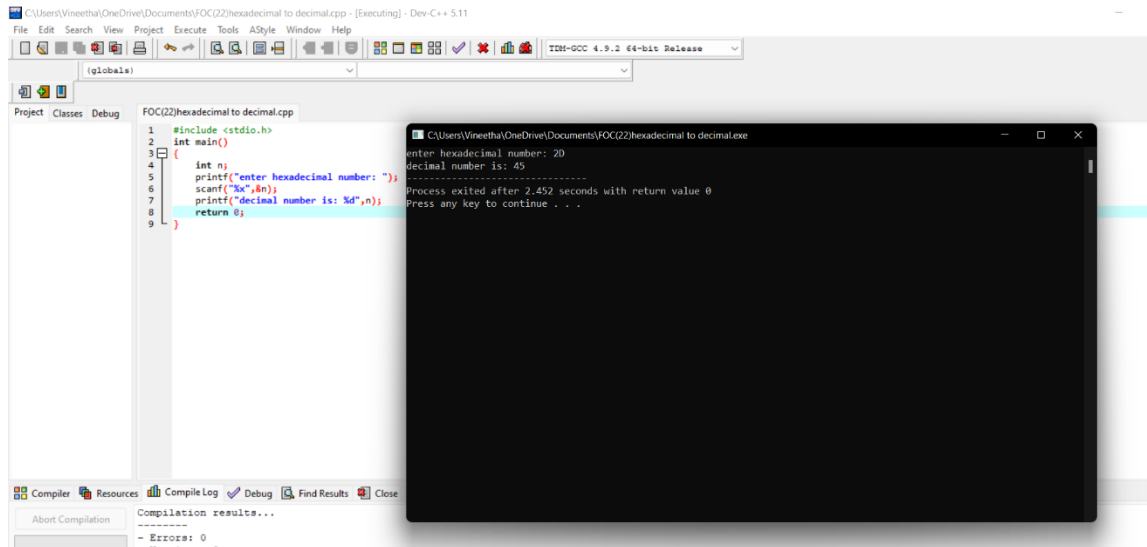 C:\Users\Vineetha\OneDrive\Documents\FOC(22)hexadecimal to decimal.cpp - [Executing] - Dev-C++ 5.11
File Edit Search View Project Execute Tools AStyle Window Help
TDM-GCC 4.9.2 64-bit Release
(globals)
Project Classes Debug
FOC(22)hexadecimal to decimal.cpp
1 #include <stdio.h>
2 int main()
3 {
4 int n;
5 printf("enter hexadecimal number: ");
6 scanf("%x",&n);
7 printf("decimal number is: %d",n);
8 return 0;
9 }
C:\Users\Vineetha\OneDrive\Documents\FOC(22)hexadecimal to decimal.exe
enter hexadecimal number: 2D
decimal number is: 45
--------------------------------
Process exited after 2.452 seconds with return value 0
Press any key to continue . . .
Compiler Resources Compile Log Debug Find Results Close
Abort Compilation
Compilation results...
--------
- Errors: 0